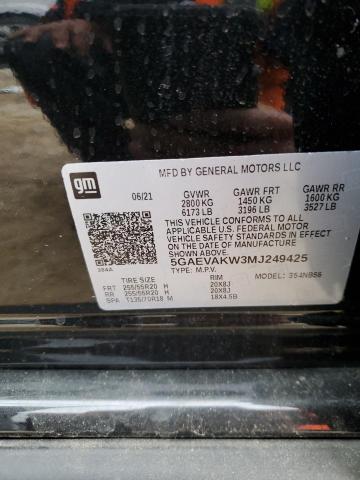 MFD BY GENERAL MOTORS LLC
gm
06/21 GVWR GAWR FRT GAWR RR
2800 KG 1450 KG 1600 KG
6173 LB 3196 LB 3527 LB
THIS VEHICLE CONFORMS TO ALL
APPLICABLE U.S. FEDERAL MOTOR
VEHICLE SAFETY STANDARDS IN EFFECT
ON THE DATE OF MANUFACTURE
SHOWN ABOVE.
5GAEVAKW3MJ249425
384A TYPE: M.P.V. MODEL:
TIRE SIZE RIM
FRT 255/55R20 H 20X8J
RR 255/55R20 H 20X8J
SPA T135/70R18 M 18X4.5B